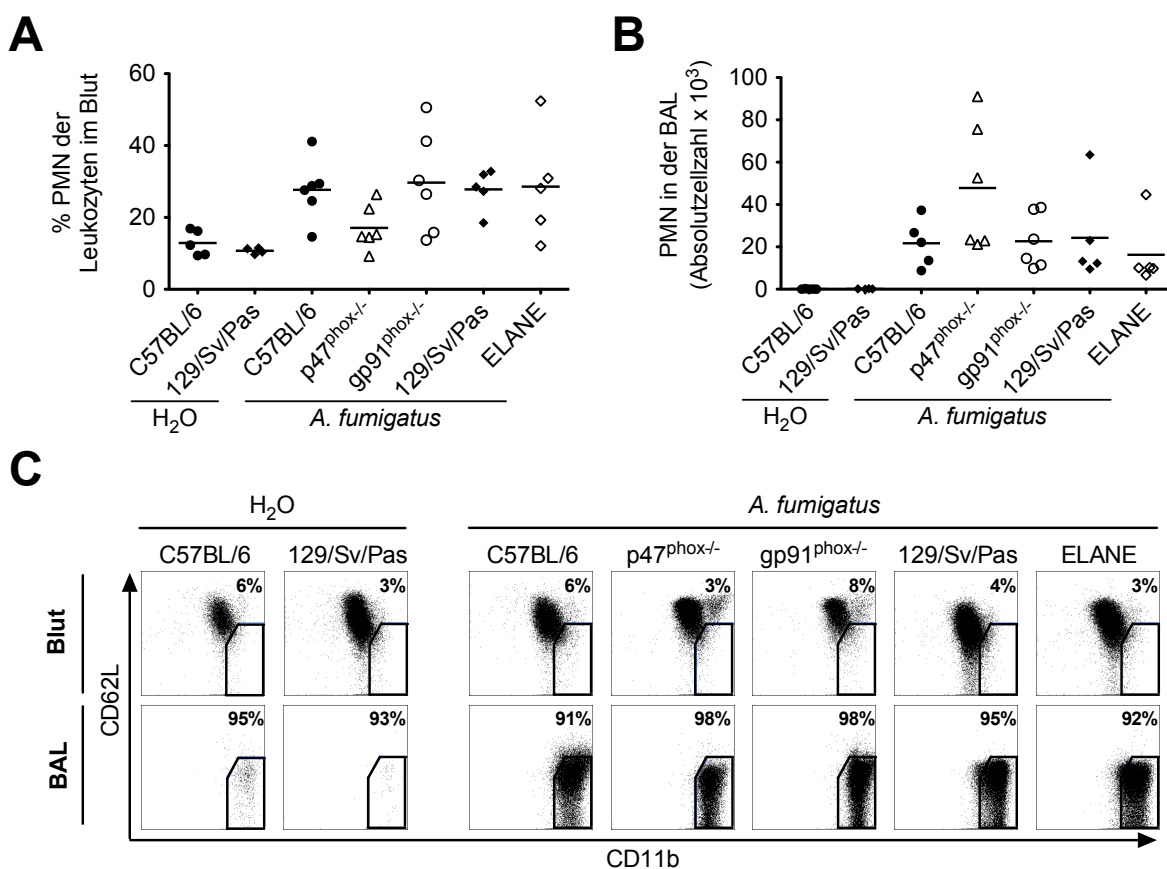 A
% PMN der
Leukozyten im Blut
60
40
20
0
C57BL/6
129/Sv/Pas
C57BL/6
p47phox-/-
gp91phox-/-
129/Sv/Pas
ELANE
H2O
A. fumigatus
B
PMN in der BAL
(Absolutzellzahl x 10³)
100
80
60
40
20
0
C57BL/6
129/Sv/Pas
C57BL/6
p47phox-/-
gp91phox-/-
129/Sv/Pas
ELANE
H2O
A. fumigatus
C
H2O
A. fumigatus
C57BL/6 129/Sv/Pas C57BL/6 p47phox-/- gp91phox-/- 129/Sv/Pas ELANE
Blut
6% 3% 6% 3% 8% 4% 3%
CD62L
BAL
95% 93% 91% 98% 98% 95% 92%
CD11b